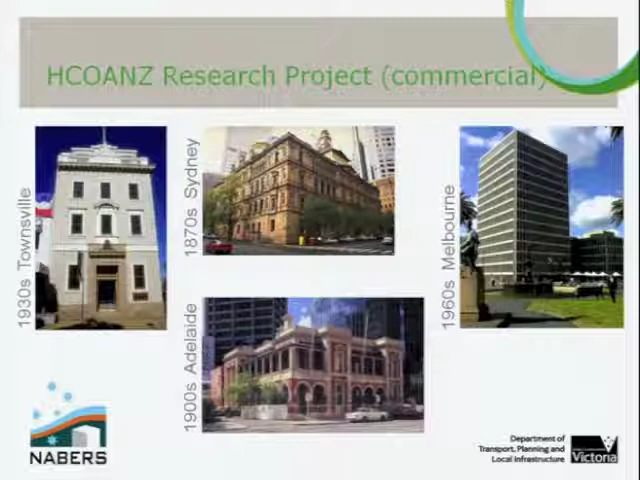 HCOANZ Research Project (commercial)
1930s Townsville
1870s Sydney
1960s Melbourne
1900s Adelaide
NABERS
Department of
Transport, Planning and
Local Infrastructure
Victoria